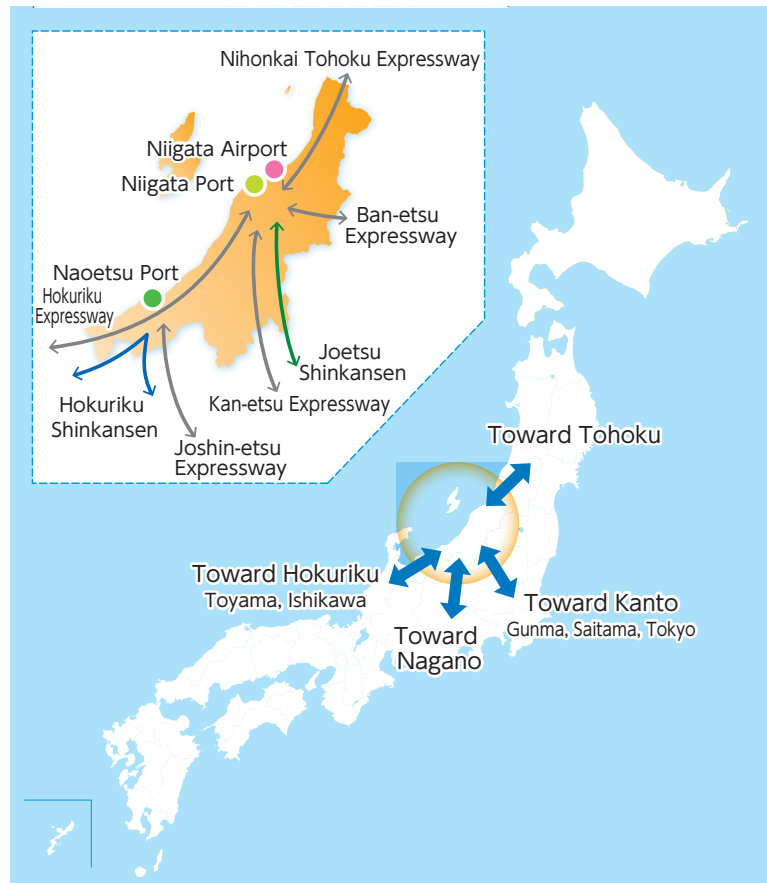 Nihonkai Tohoku Expressway
Niigata Airport
Niigata Port
Ban-etsu
Expressway
Naoetsu Port
Hokuriku
Expressway
Joetsu
Shinkansen
Hokuriku
Shinkansen
Kan-etsu Expressway
Joshin-etsu
Expressway
Toward Tohoku
Toward Hokuriku
Toyama, Ishikawa
Toward Kanto
Gunma, Saitama, Tokyo
Toward
Nagano